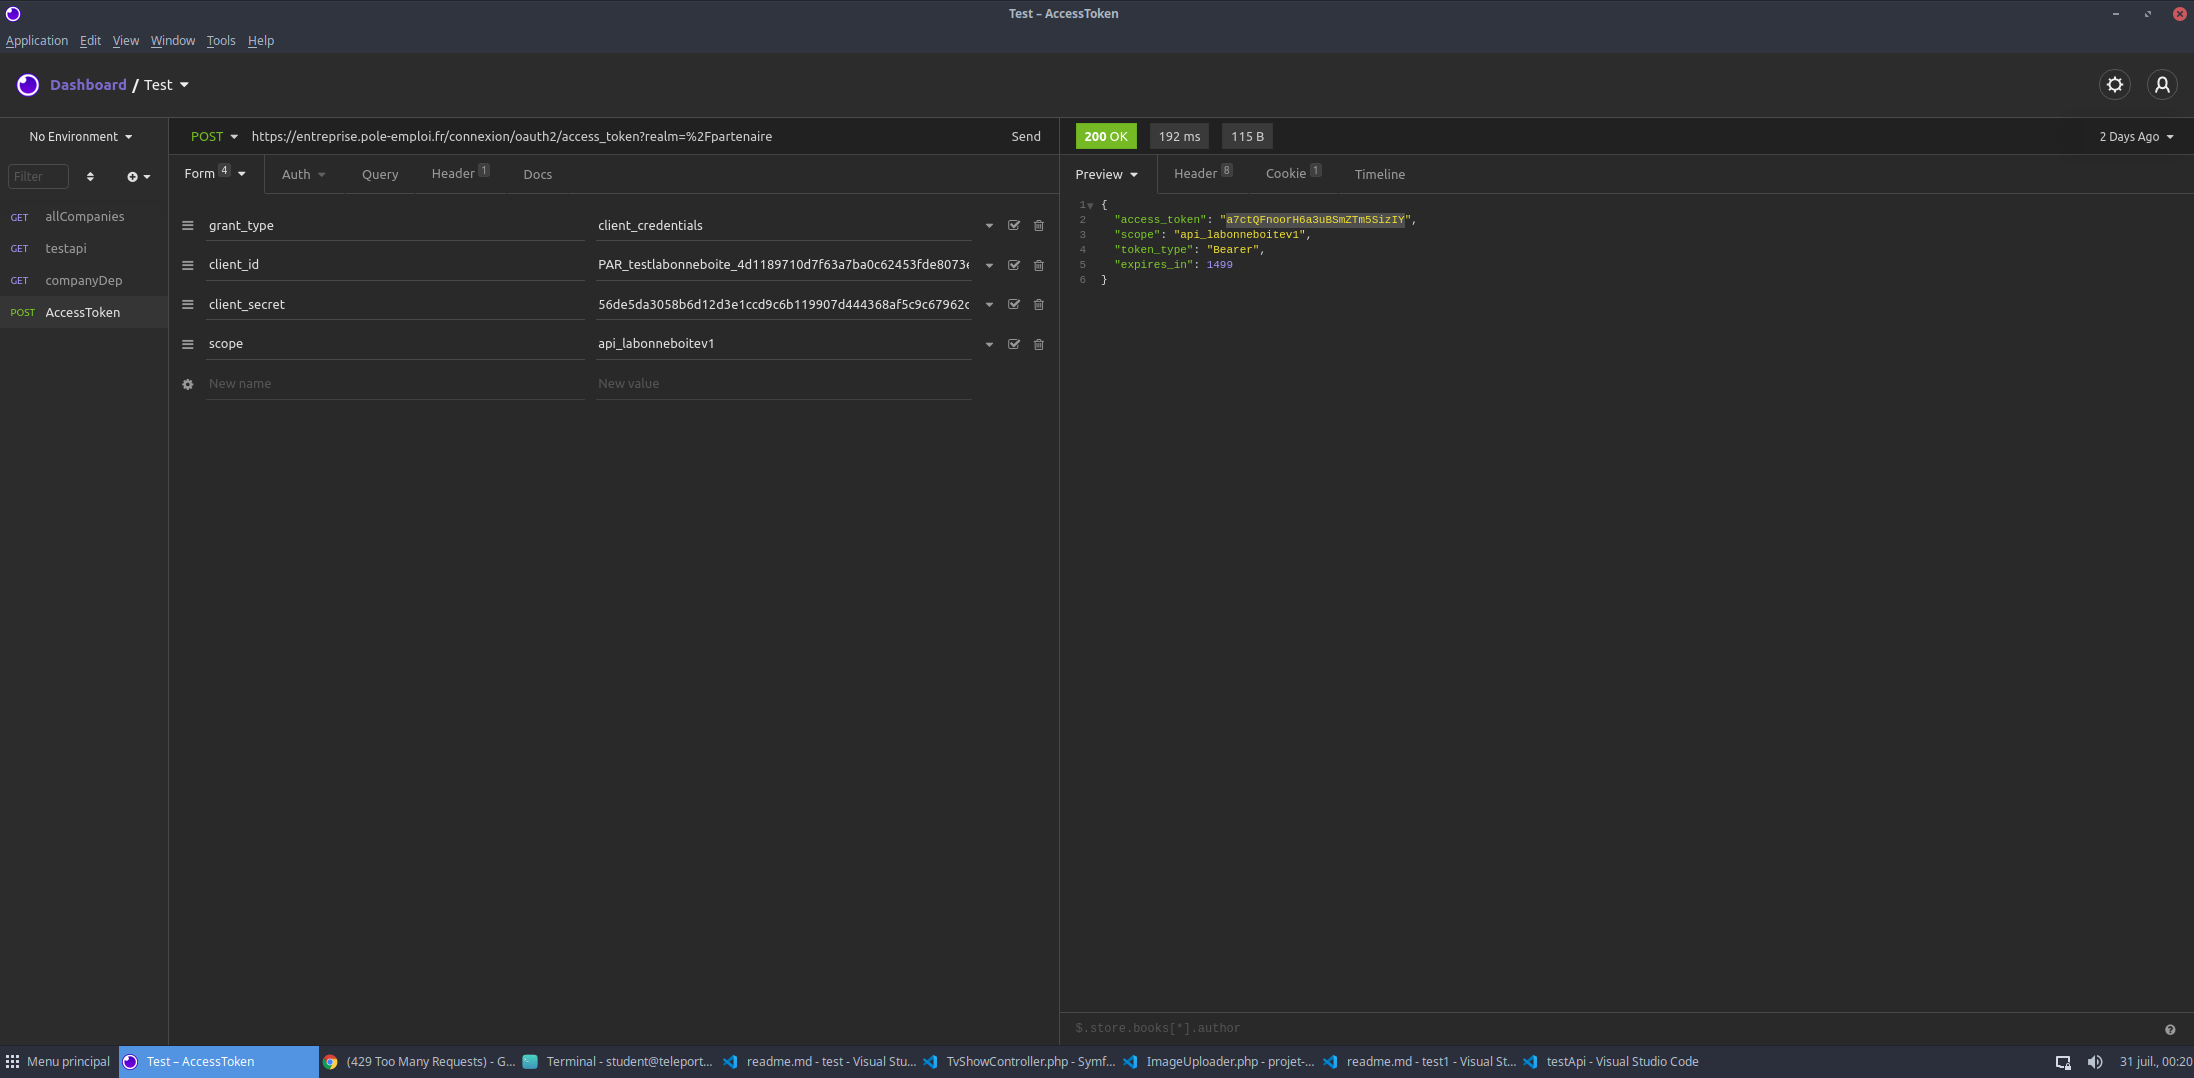 Test – AccessToken
Application Edit View Window Tools Help
Dashboard / Test
No Environment
POST https://entreprise.pole-emploi.fr/connexion/oauth2/access_token?realm=%2Fpartenaire Send
200 OK 192 ms 115 B 2 Days Ago
Filter
Form 4 Auth Query Header 1 Docs
Preview Header 8 Cookie 1 Timeline
GET allCompanies
GET testapi
GET companyDep
POST AccessToken
grant_type client_credentials
client_id PAR_testlabonneboite_4d1189710d7f63a7ba0c62453fde8073e
client_secret 56de5da3058b6d12d3e1ccd9c6b119907d444368af5c9c67962c
scope api_labonneboitev1
New name New value
1 {
2 "access_token": "a7ctQFnoorH6a3uBSmZTm5SizIY",
3 "scope": "api_labonneboitev1",
4 "token_type": "Bearer",
5 "expires_in": 1499
6 }
$.store.books[*].author
Menu principal Test – AccessToken (429 Too Many Requests) - G... Terminal - student@teleport... readme.md - test - Visual Stu... TvShowController.php - Symf... ImageUploader.php - projet-... readme.md - test1 - Visual St... testApi - Visual Studio Code 31 juil., 00:20